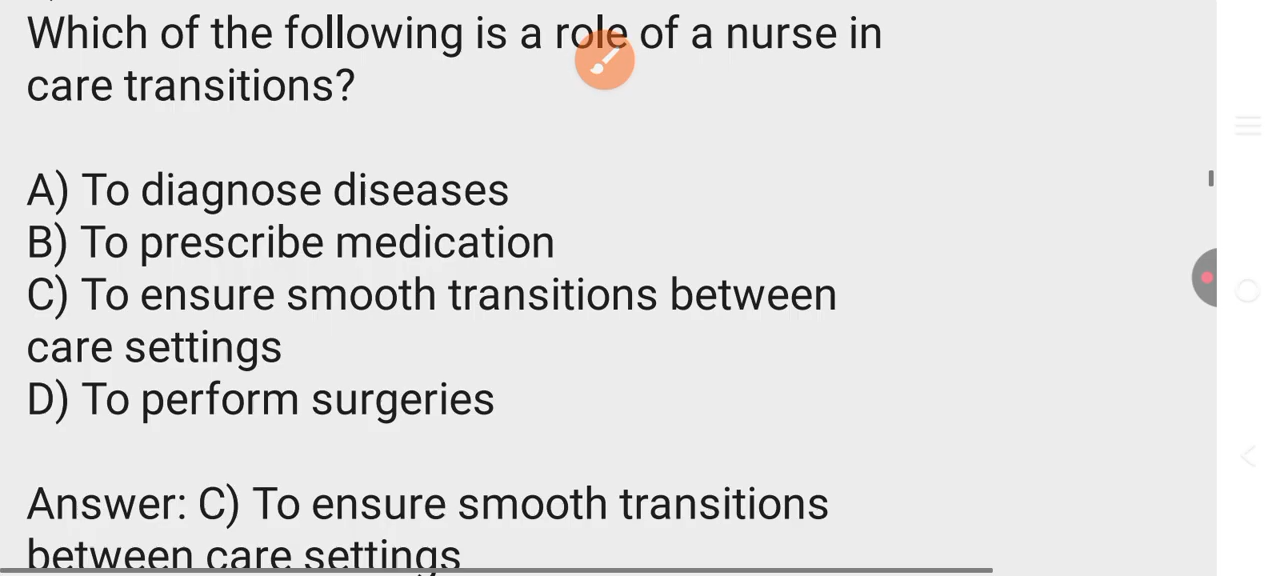 Which of the following is a role of a nurse in
care transitions?
A) To diagnose diseases
B) To prescribe medication
C) To ensure smooth transitions between
care settings
D) To perform surgeries
Answer: C) To ensure smooth transitions
between care settings